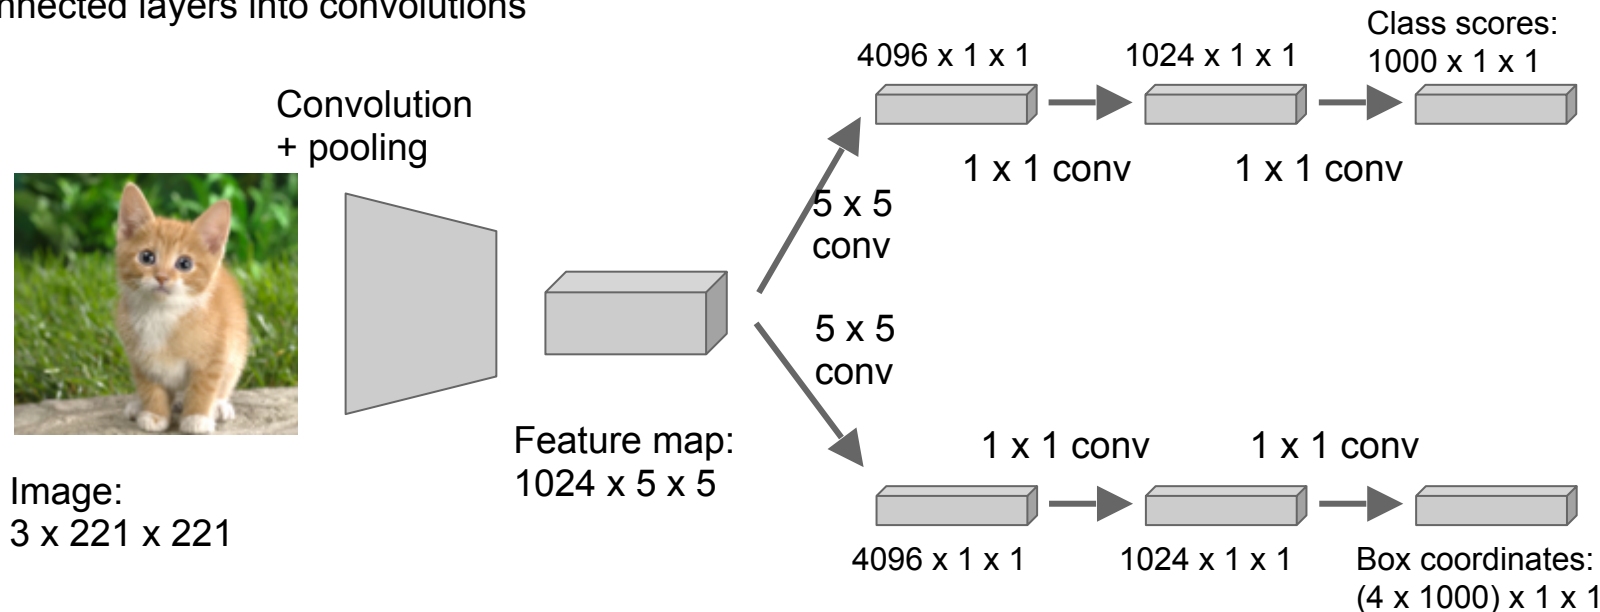 layers into convolutions
Convolution
+ pooling
Image:
3 x 221 x 221
Feature map:
1024 x 5 x 5
5 x 5
conv
5 x 5
conv
4096 x 1 x 1
1024 x 1 x 1
Class scores:
1000 x 1 x 1
1 x 1 conv
1 x 1 conv
1 x 1 conv
1 x 1 conv
4096 x 1 x 1
1024 x 1 x 1
Box coordinates:
(4 x 1000) x 1 x 1